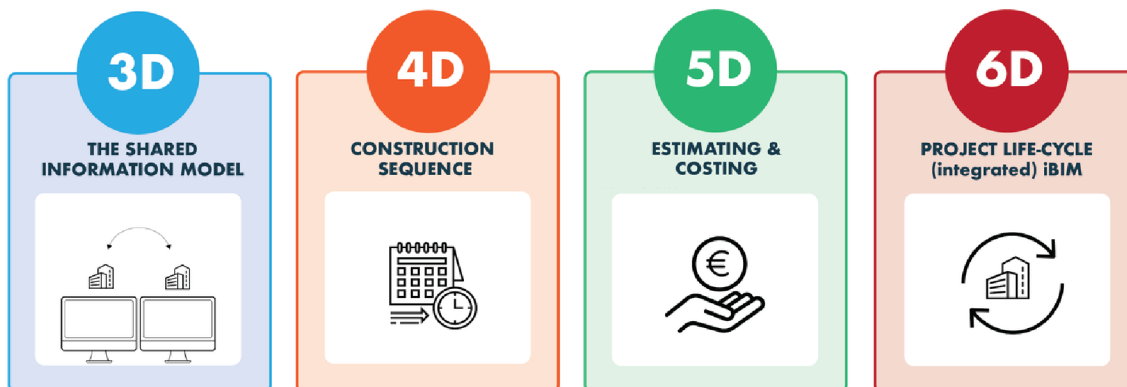 3D
THE SHARED
INFORMATION MODEL
4D
CONSTRUCTION
SEQUENCE
5D
ESTIMATING &
COSTING
€
6D
PROJECT LIFE-CYCLE
(integrated) iBIM